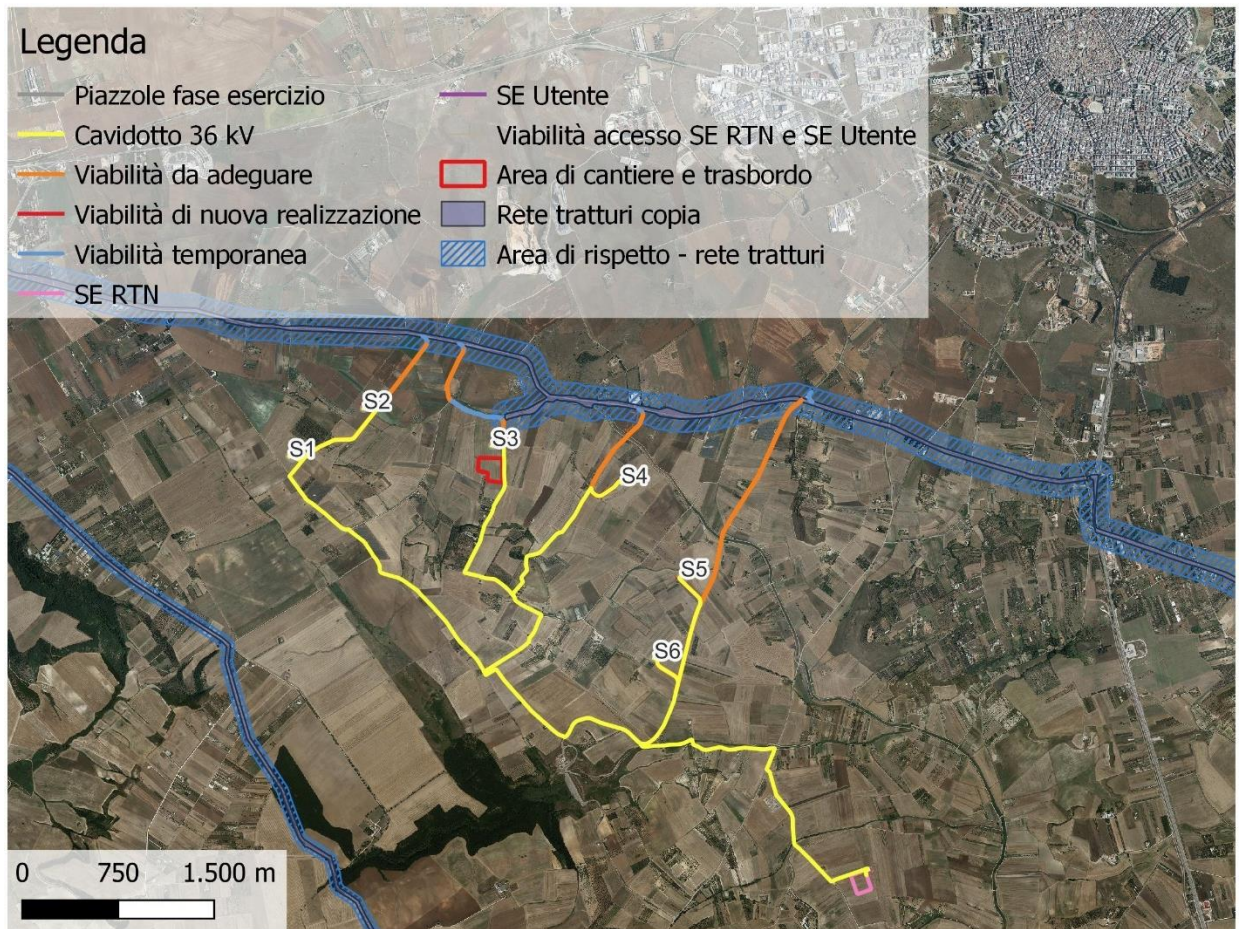 Legenda
Piazzole fase esercizio
Cavidotto 36 kV
Viabilità da adeguare
Viabilità di nuova realizzazione
Viabilità temporanea
SE RTN
SE Utente
Viabilità accesso SE RTN e SE Utente
Area di cantiere e trasbordo
Rete tratturi copia
Area di rispetto - rete tratturi
S2
S1
S3
S4
S5
S6
0 750 1.500 m